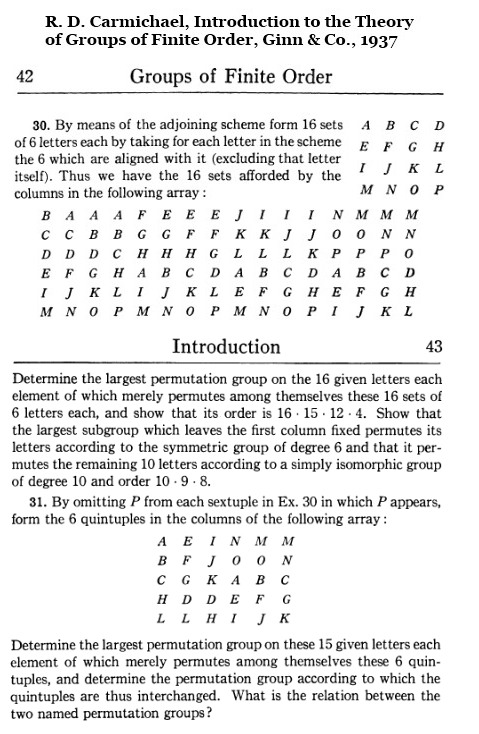 R. D. Carmichael, Introduction to the Theory
of Groups of Finite Order, Ginn & Co., 1937
42 Groups of Finite Order
30. By means of the adjoining scheme form 16 sets
of 6 letters each by taking for each letter in the scheme
the 6 which are aligned with it (excluding that letter
itself). Thus we have the 16 sets afforded by the
columns in the following array :
A B C D
E F G H
I J K L
M N O P
B A A A F E E E J I I I N M M M
C C B B G G F F K K J J O O N N
D D D C H H H G L L L K P P P O
E F G H A B C D A B C D A B C D
I J K L I J K L E F G H E F G H
M N O P M N O P M N O P I J K L
Introduction 43
Determine the largest permutation group on the 16 given letters each
element of which merely permutes among themselves these 16 sets of
6 letters each, and show that its order is 16 · 15 · 12 · 4. Show that
the largest subgroup which leaves the first column fixed permutes its
letters according to the symmetric group of degree 6 and that it per-
mutes the remaining 10 letters according to a simply isomorphic group
of degree 10 and order 10 · 9 · 8.
31. By omitting P from each sextuple in Ex. 30 in which P appears,
form the 6 quintuples in the columns of the following array :
A E I N M M
B F J O O N
C G K A B C
H D D E F G
L L H I J K
Determine the largest permutation group on these 15 given letters each
element of which merely permutes among themselves these 6 quin-
tuples, and determine the permutation group according to which the
quintuples are thus interchanged. What is the relation between the
two named permutation groups?